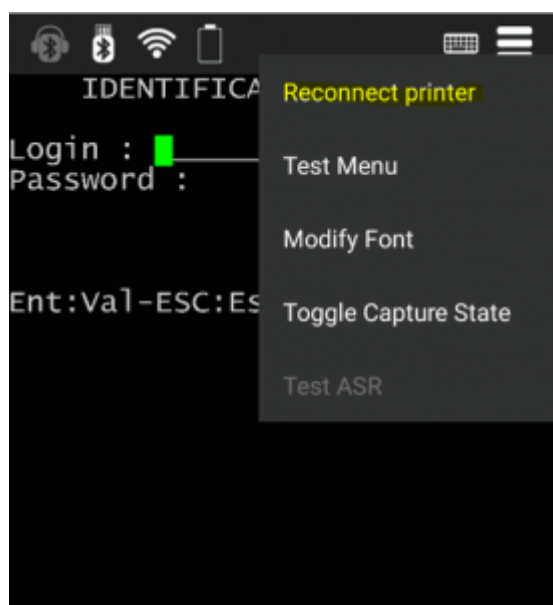 IDENTIFICA
Login :
Password :
Ent:Val-ESC:Es
Reconnect printer
Test Menu
Modify Font
Toggle Capture State
Test ASR